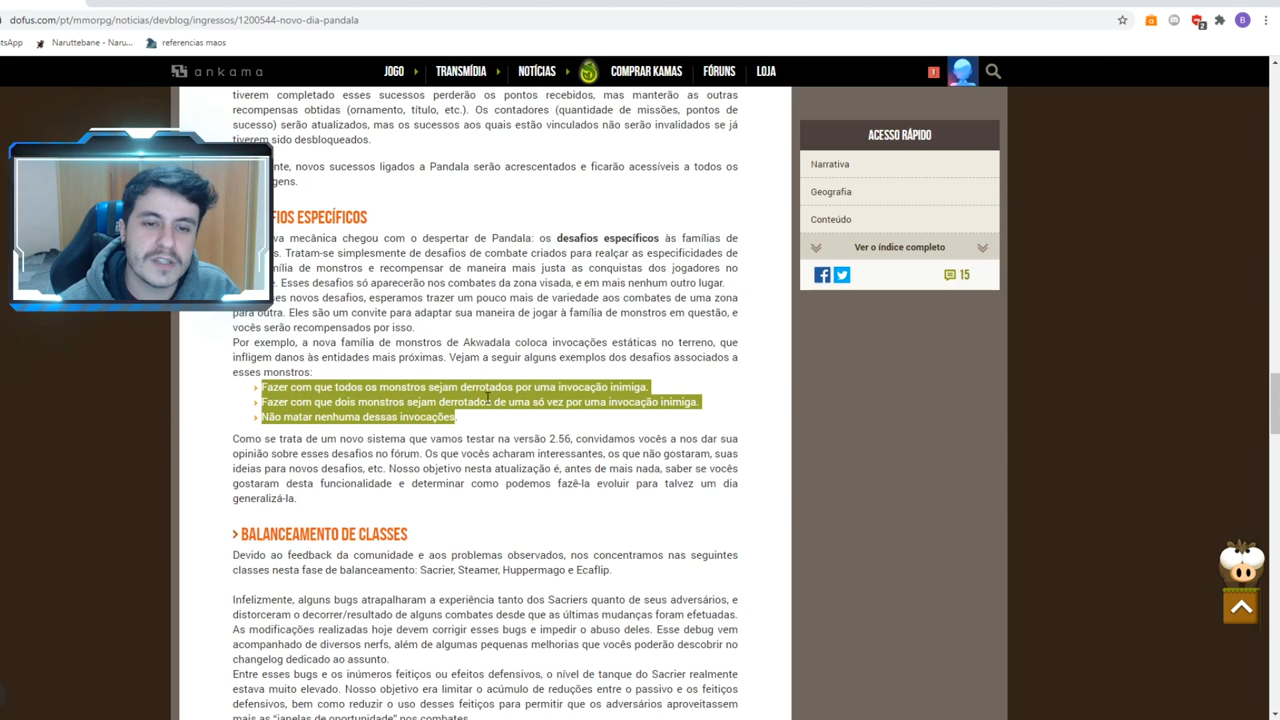 dofus.com/pt/mmorpg/noticias/devblog/ingressos/1200544-novo-dia-pandala
2
B
tsApp
Naruttebane - Naru...
referencias maos
ankama
JOGO
TRANSMÍDIA
NOTÍCIAS
COMPRAR KAMAS
FÓRUNS
LOJA
1
tiverem completado esses sucessos perderão os pontos recebidos, mas manterão as outras
recompensas obtidas (ornamento, título, etc.). Os contadores (quantidade de missões, pontos de
sucesso) serão atualizados, mas os sucessos aos quais estão vinculados não serão invalidados se já
tiverem sido desbloqueados.
nte, novos sucessos ligados a Pandala serão acrescentados e ficarão acessíveis a todos os
gens.
FIOS ESPECÍFICOS
va mecânica chegou com o despertar de Pandala: os desafios específicos às famílias de
s. Tratam-se simplesmente de desafios de combate criados para realçar as especificidades de
mília de monstros e recompensar de maneira mais justa as conquistas dos jogadores no
e. Esses desafios só aparecerão nos combates da zona visada, e em mais nenhum outro lugar.
ses novos desafios, esperamos trazer um pouco mais de variedade aos combates de uma zona
para outra. Eles são um convite para adaptar sua maneira de jogar à família de monstros em questão, e
vocês serão recompensados por isso.
Por exemplo, a nova família de monstros de Akwadala coloca invocações estáticas no terreno, que
infligem danos às entidades mais próximas. Vejam a seguir alguns exemplos dos desafios associados a
esses monstros:
› Fazer com que todos os monstros sejam derrotados por uma invocação inimiga.
› Fazer com que dois monstros sejam derrotados de uma só vez por uma invocação inimiga.
› Não matar nenhuma dessas invocações.
Como se trata de um novo sistema que vamos testar na versão 2.56, convidamos vocês a nos dar sua
opinião sobre esses desafios no fórum. Os que vocês acharam interessantes, os que não gostaram, suas
ideias para novos desafios, etc. Nosso objetivo nesta atualização é, antes de mais nada, saber se vocês
gostaram desta funcionalidade e determinar como podemos fazê-la evoluir para talvez um dia
generalizá-la.
› BALANCEAMENTO DE CLASSES
Devido ao feedback da comunidade e aos problemas observados, nos concentramos nas seguintes
classes nesta fase de balanceamento: Sacrier, Steamer, Huppermago e Ecaflip.
Infelizmente, alguns bugs atrapalharam a experiência tanto dos Sacriers quanto de seus adversários, e
distorceram o decorrer/resultado de alguns combates desde que as últimas mudanças foram efetuadas.
As modificações realizadas hoje devem corrigir esses bugs e impedir o abuso deles. Esse debug vem
acompanhado de diversos nerfs, além de algumas pequenas melhorias que vocês poderão descobrir no
changelog dedicado ao assunto.
Entre esses bugs e os inúmeros feitiços ou efeitos defensivos, o nível de tanque do Sacrier realmente
estava muito elevado. Nosso objetivo era limitar o acúmulo de reduções entre o passivo e os feitiços
defensivos, bem como reduzir o uso desses feitiços para permitir que os adversários aproveitassem
mais as "janelas de oportunidade" nos combates.
ACESSO RÁPIDO
Narrativa
Geografia
Conteúdo
Ver o índice completo
15